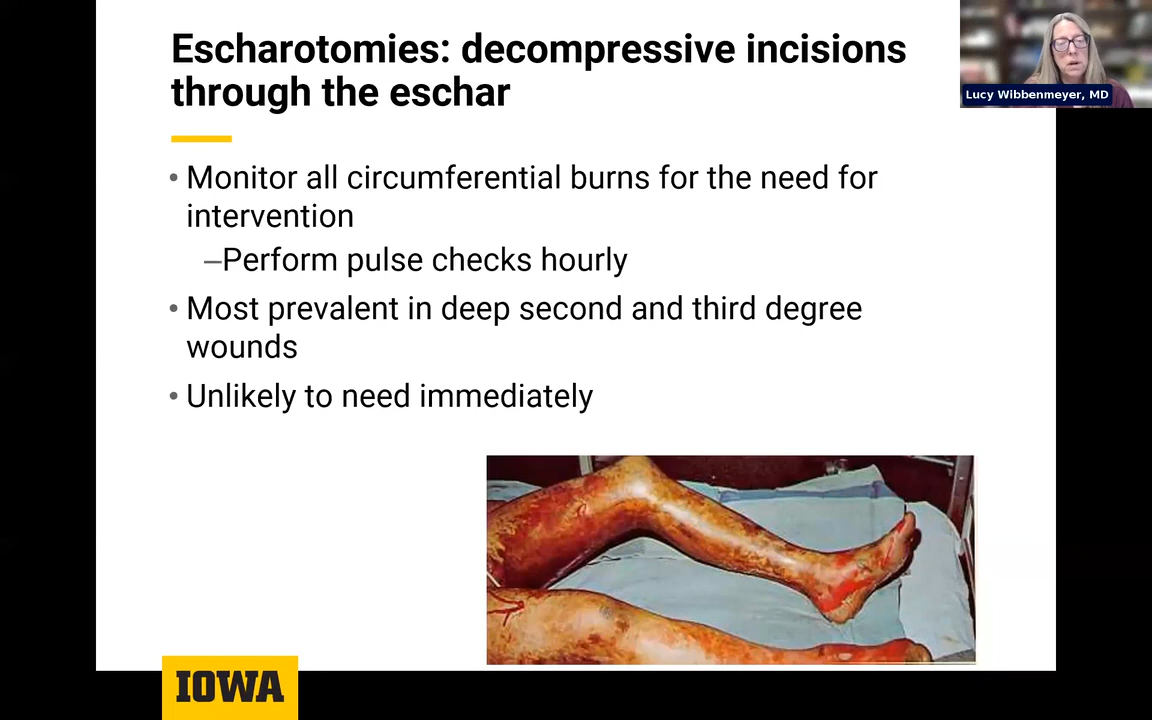 Escharotomies: decompressive incisions
through the eschar
Lucy Wibbenmeyer, MD
• Monitor all circumferential burns for the need for
intervention
–Perform pulse checks hourly
• Most prevalent in deep second and third degree
wounds
• Unlikely to need immediately
IOWA